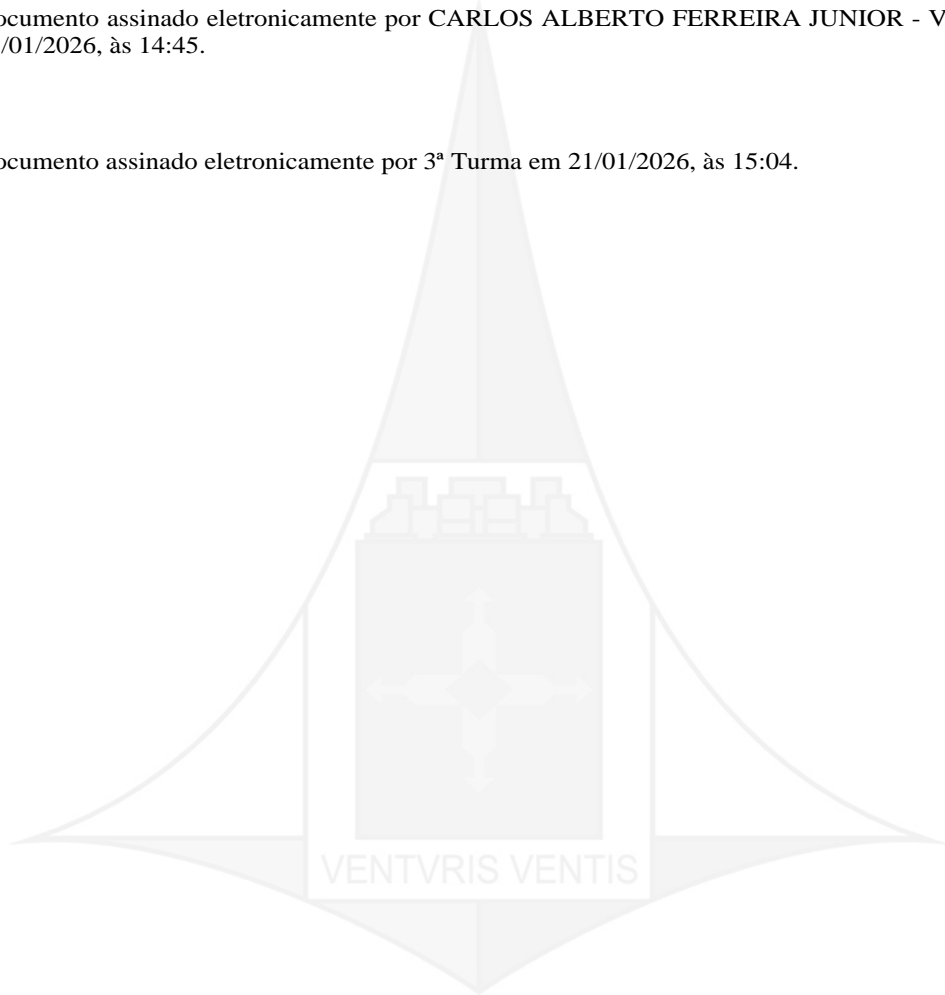 ocumento assinado eletronicamente por CARLOS ALBERTO FERREIRA JUNIOR - V
/01/2026, às 14:45.
ocumento assinado eletronicamente por 3ª Turma em 21/01/2026, às 15:04.
VENTVRIS VENTIS